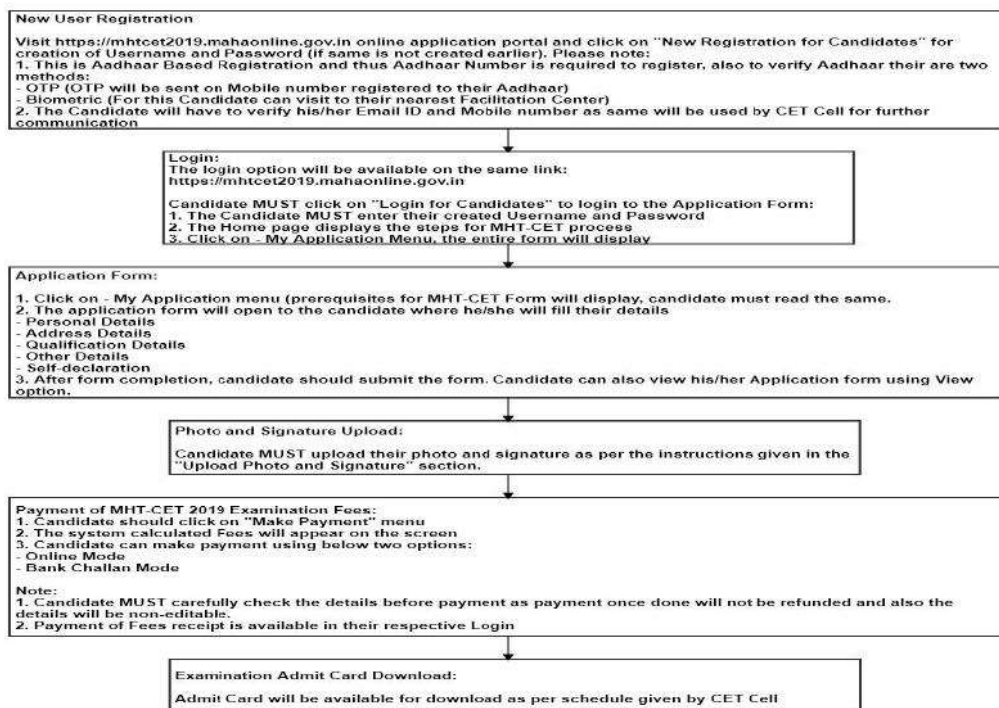 New User Registration
Visit https://mhtcet2019.mahaonline.gov.in online application portal and click on "New Registration for Candidates" for
creation of Username and Password (if same is not created earlier). Please note:
1. This is Aadhaar Based Registration and thus Aadhaar Number is required to register, also to verify Aadhaar their are two
methods:
- OTP (OTP will be sent on Mobile number registered to their Aadhaar)
- Biometric (For this Candidate can visit to their nearest Facilitation Center)
2. The Candidate will have to verify his/her Email ID and Mobile number as same will be used by CET Cell for further
communication
Login:
The login option will be available on the same link:
https://mhtcet2019.mahaonline.gov.in
Candidate MUST click on "Login for Candidates" to login to the Application Form:
1. The Candidate MUST enter their created Username and Password
2. The Home page displays the steps for MHT-CET process
3. Click on - My Application Menu, the entire form will display
Application Form:
1. Click on - My Application menu (prerequisites for MHT-CET Form will display, candidate must read the same.
2. The application form will open to the candidate where he/she will fill their details
- Personal Details
- Address Details
- Qualification Details
- Other Details
- Self-declaration
3. After form completion, candidate should submit the form. Candidate can also view his/her Application form using View
option.
Photo and Signature Upload:
Candidate MUST upload their photo and signature as per the instructions given in the
"Upload Photo and Signature" section.
Payment of MHT-CET 2019 Examination Fees:
1. Candidate should click on "Make Payment" menu
2. The system calculated Fees will appear on the screen
3. Candidate can make payment using below two options:
- Online Mode
- Bank Challan Mode
Note:
1. Candidate MUST carefully check the details before payment as payment once done will not be refunded and also the
details will be non-editable.
2. Payment of Fees receipt is available in their respective Login
Examination Admit Card Download:
Admit Card will be available for download as per schedule given by CET Cell